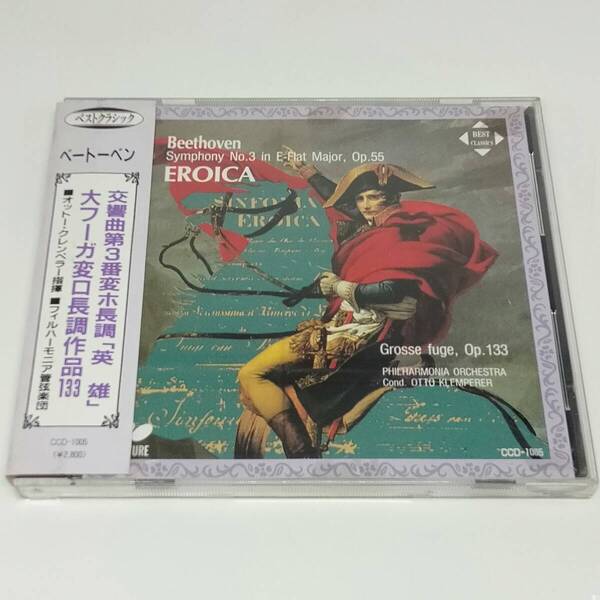 ベストクラシック
ベートーベン
交響曲第3番変ホ長調「英 雄」
大フーガ変ロ長調作品133
■オットー・クレンペラー指揮 ■フィルハーモニア管弦楽団
CCD-1005
(¥2,800)
Beethoven
Symphony No.3 in E-Flat Major, Op.55
EROICA
BEST
CLASSICS
SINFONIA
EROICA
Grosse fuge, Op.133
PHILHARMONIA ORCHESTRA
Cond. OTTO KLEMPERER
URE
CCD-1005